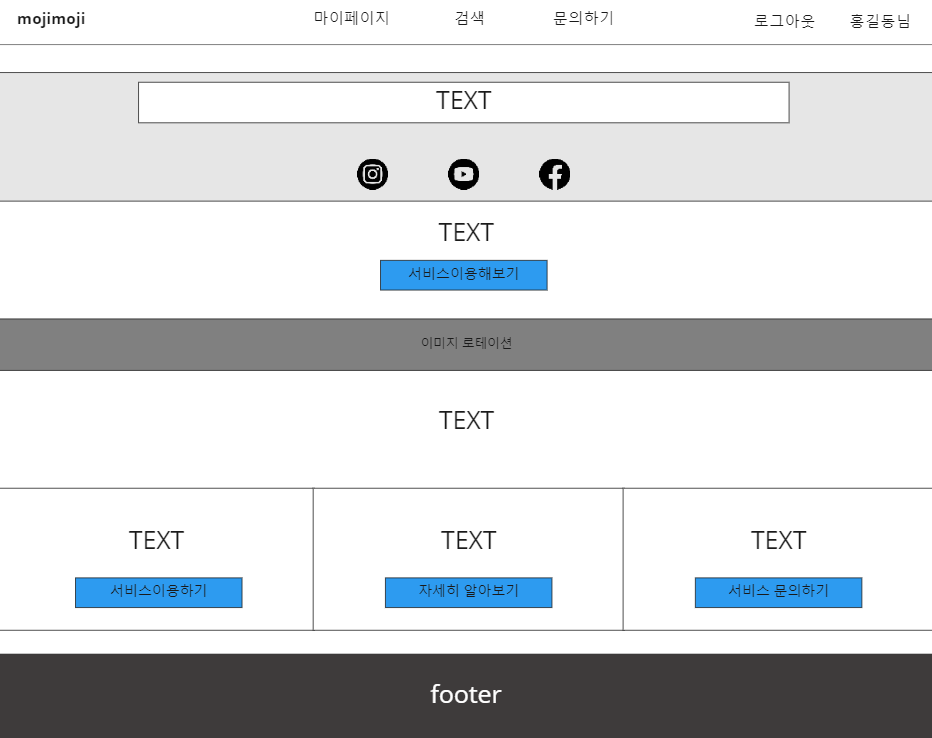 mojimoji 마이페이지 검색 문의하기 로그아웃 홍길동님
TEXT
TEXT
서비스이용해보기
이미지 로테이션
TEXT
TEXT TEXT TEXT
서비스이용하기 자세히 알아보기 서비스 문의하기
footer